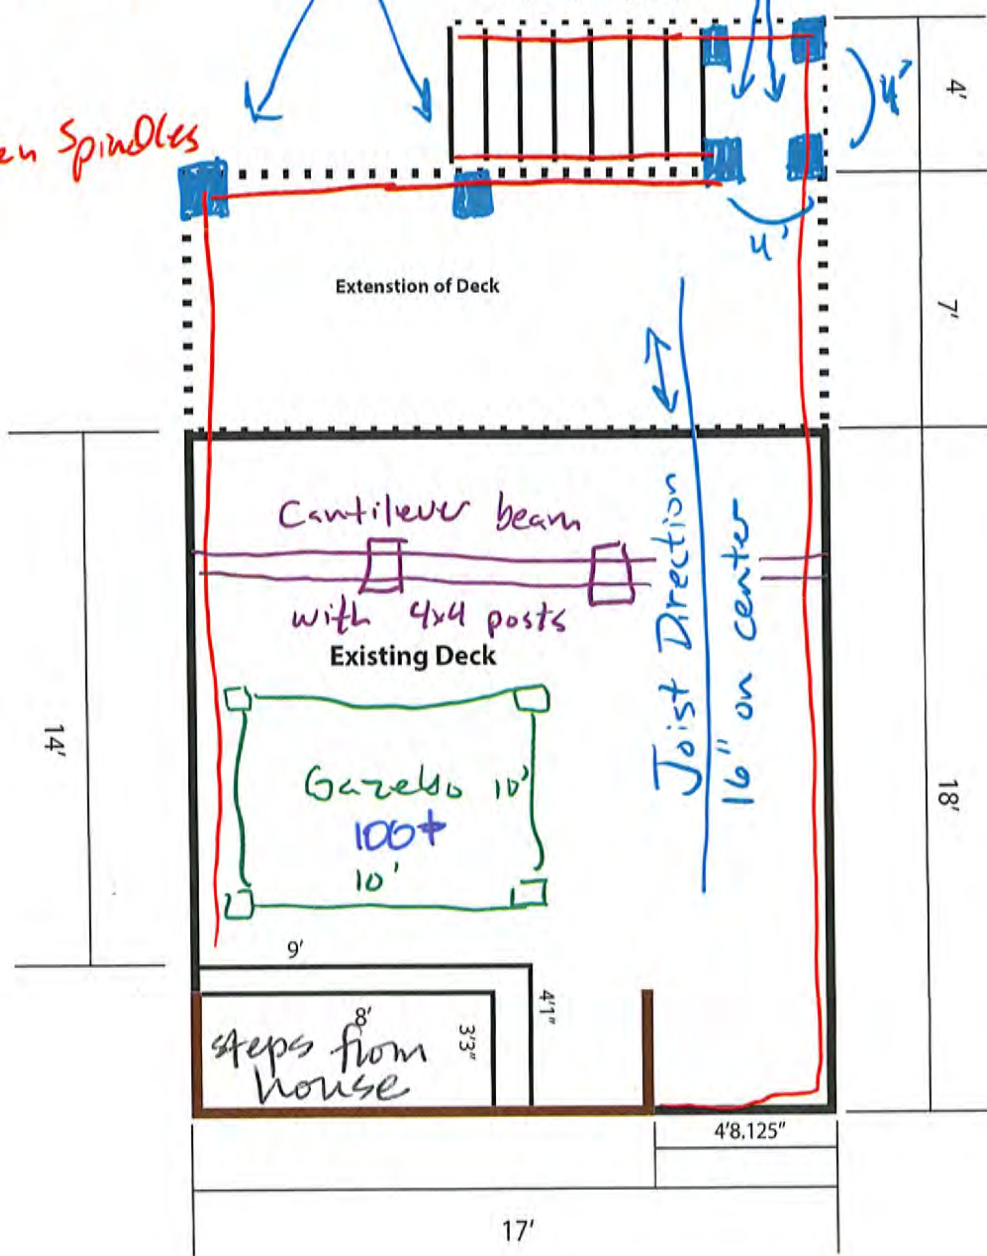 4'
4'
en Spindles
4'
Extenstion of Deck
7'
Cantilever beam
with 4x4 posts
Existing Deck
Joist Direction
16" on center
14'
Gazebo 10'
10'
18'
9'
8'
3'3"
4'1"
steps from
house
4'8.125"
17'